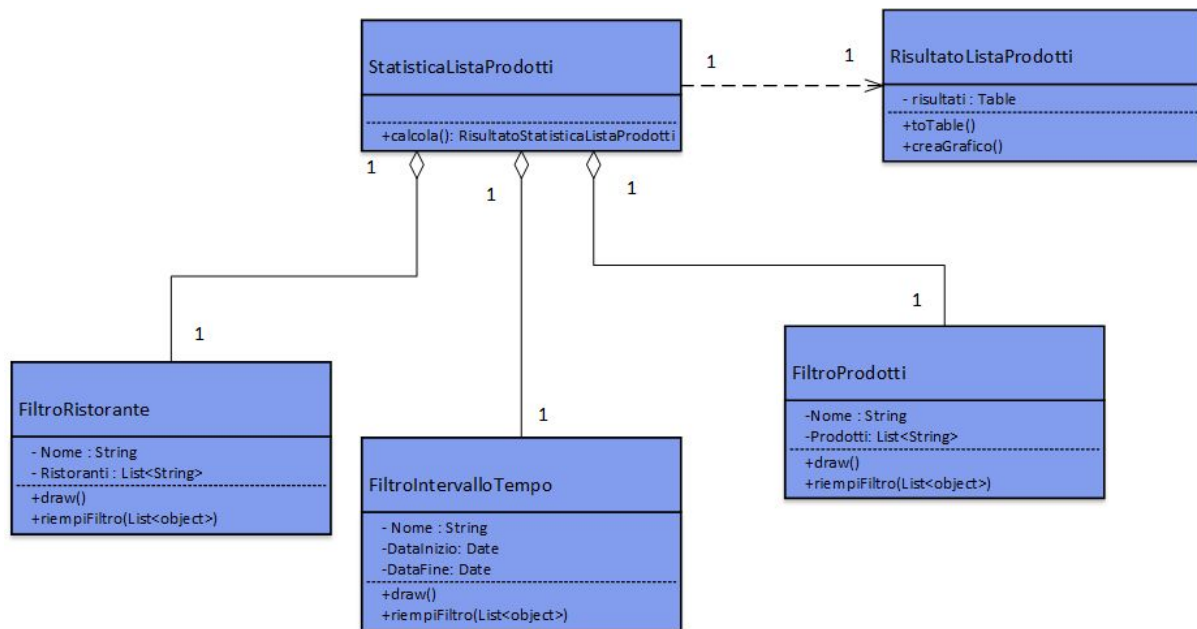 StatisticaListaProdotti
+calcola(): RisultatoStatisticaListaProdotti
1
1
RisultatoListaProdotti
- risultati : Table
+toTable()
+creaGrafico()
1
1
1
1
FiltroRistorante
- Nome : String
- Ristoranti : List<String>
+draw()
+riempiFiltro(List<object>)
1
FiltroIntervalloTempo
- Nome : String
-DataInizio: Date
-DataFine: Date
+draw()
+riempiFiltro(List<object>)
1
FiltroProdotti
-Nome : String
-Prodotti: List<String>
+draw()
+riempiFiltro(List<object>)